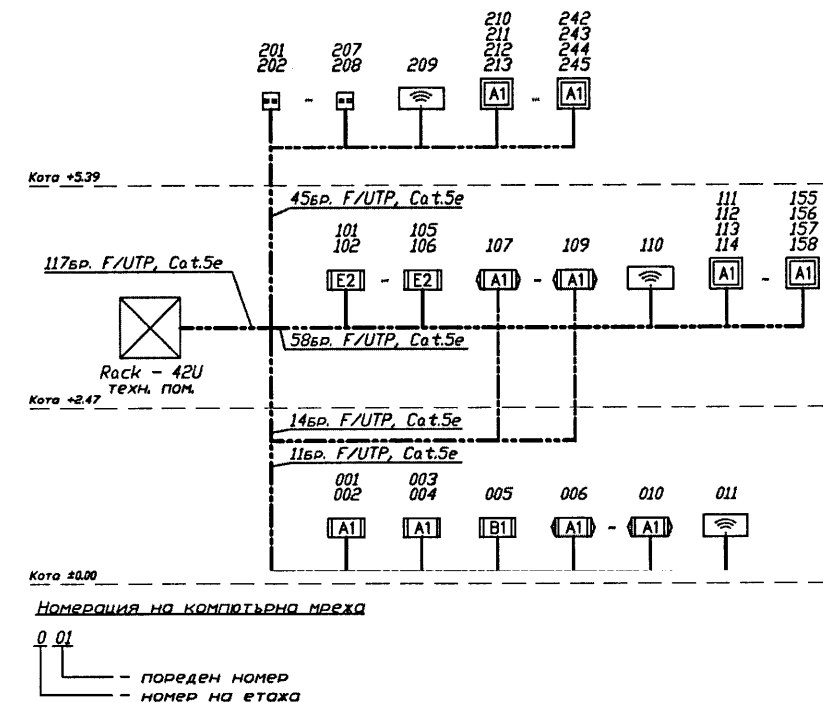 210 242
211 243
201 207 209 212 244
202 208 213 245
A1 - A1
Кота +5.39
45бр. F/UTP, Cat.5e
111 155
101 105 112 156
102 106 107 109 110 113 157
114 158
117бр. F/UTP, Cat.5e
E2 - E2 A1 - A1 A1 - A1
58бр. F/UTP, Cat.5e
Rack - 42U
техн. пом.
Кота +2.47
14бр. F/UTP, Cat.5e
11бр. F/UTP, Cat.5e
001 003
002 004 005 006 010 011
A1 A1 B1 A1 - A1
Кота ±0.00
Номерация на компютърна мрежа
0 01
- пореден номер
- номер на етажа